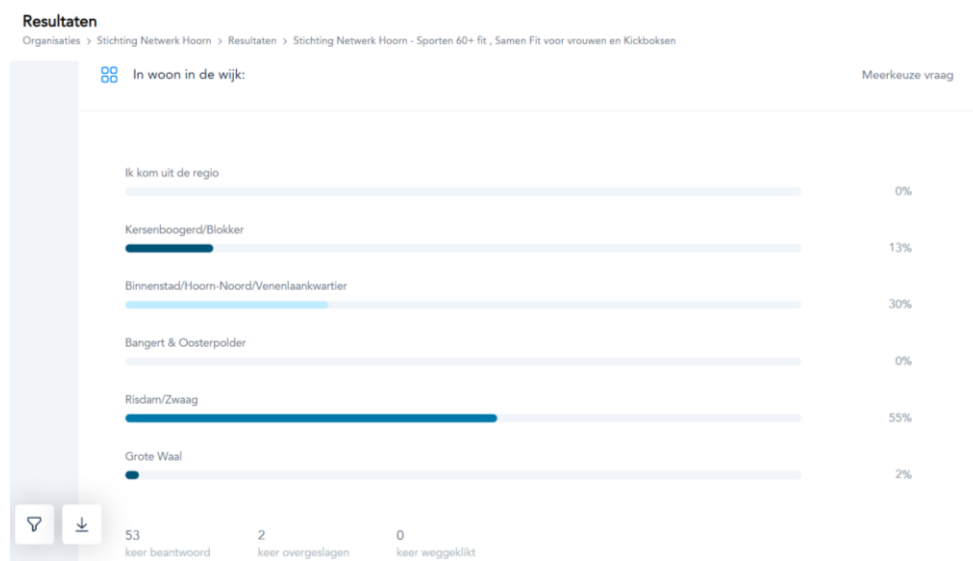 Resultaten
Organisaties > Stichting Netwerk Hoorn > Resultaten > Stichting Netwerk Hoorn - Sporten 60+ fit , Samen Fit voor vrouwen en Kickboksen
In woon in de wijk: Meerkeuze vraag
Ik kom uit de regio
0%
Kersenboogerd/Blokker
13%
Binnenstad/Hoorn-Noord/Venenlaankwartier
30%
Bangert & Oosterpolder
0%
Risdam/Zwaag
55%
Grote Waal
2%
53 2 0
keer beantwoord keer overgeslagen keer weggeklikt